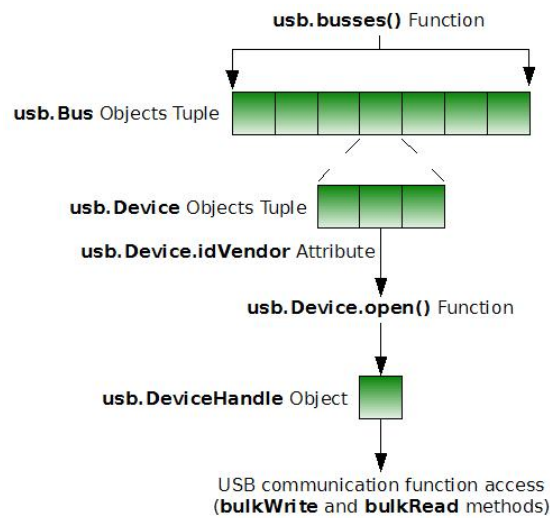 usb.busses() Function
usb.Bus Objects Tuple
usb.Device Objects Tuple
usb.Device.idVendor Attribute
usb.Device.open() Function
usb.DeviceHandle Object
USB communication function access
(bulkWrite and bulkRead methods)